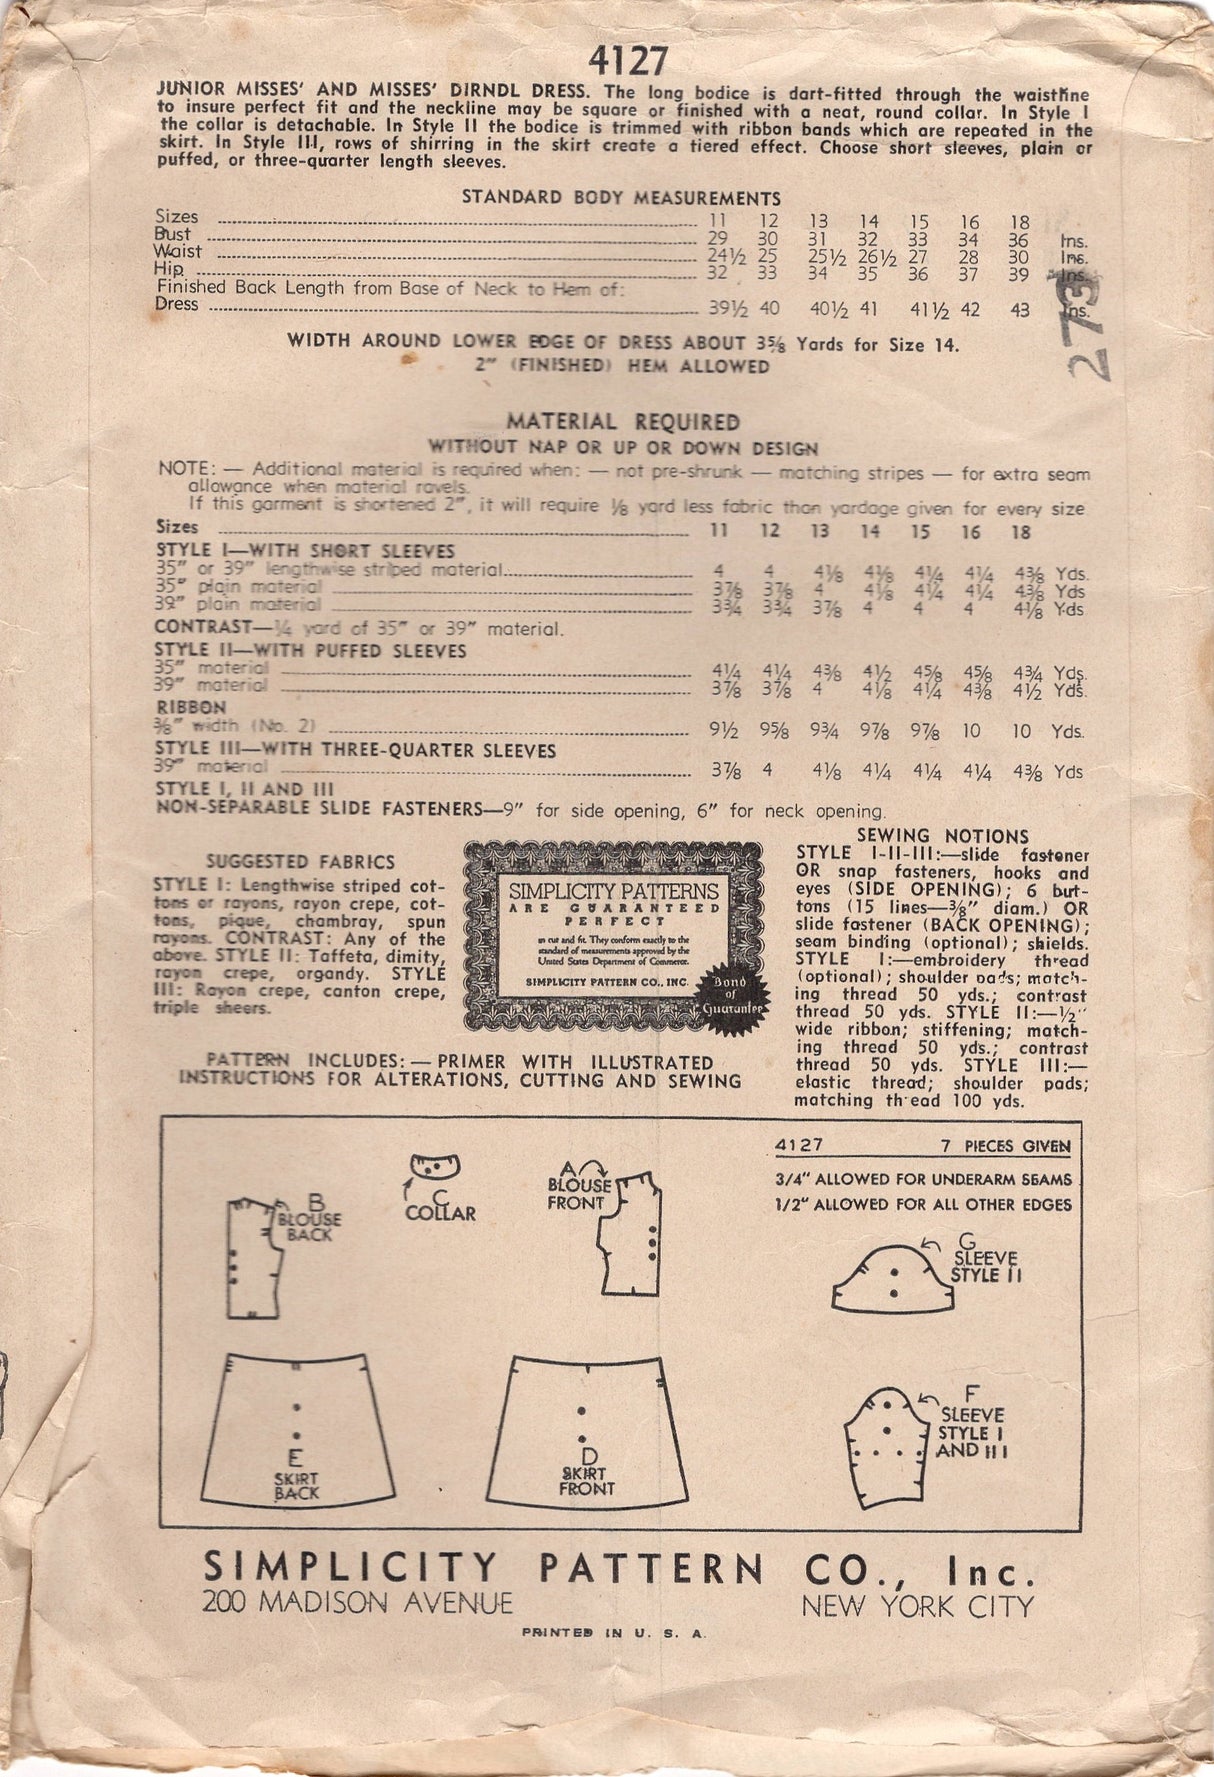 4127
JUNIOR MISSES' AND MISSES' DIRNDL DRESS. The long bodice is dart-fitted through the waistline
to insure perfect fit and the neckline may be square or finished with a neat, round collar. In Style I
the collar is detachable. In Style II the bodice is trimmed with ribbon bands which are repeated in the
skirt. In Style III, rows of shirring in the skirt create a tiered effect. Choose short sleeves, plain or
puffed, or three-quarter length sleeves.
STANDARD BODY MEASUREMENTS
Sizes 11 12 13 14 15 16 18
Bust 29 30 31 32 33 34 36 Ins.
Waist 24½ 25 25½ 26½ 27 28 30 Ins.
Hip 32 33 34 35 36 37 39 Ins.
Finished Back Length from Base of Neck to Hem of:
Dress 39½ 40 40½ 41 41½ 42 43 Ins.
273
WIDTH AROUND LOWER EDGE OF DRESS ABOUT 3⅝ Yards for Size 14.
2" (FINISHED) HEM ALLOWED
MATERIAL REQUIRED
WITHOUT NAP OR UP OR DOWN DESIGN
NOTE: — Additional material is required when: — not pre-shrunk — matching stripes — for extra seam
allowance when material ravels.
If this garment is shortened 2", it will require ⅛ yard less fabric than yardage given for every size.
Sizes 11 12 13 14 15 16 18
STYLE I—WITH SHORT SLEEVES
35" or 39" lengthwise striped material 4 4 4⅛ 4⅛ 4¼ 4¼ 4⅜ Yds.
35" plain material 3⅞ 3⅞ 4 4⅛ 4¼ 4¼ 4⅜ Yds
39" plain material 3¾ 3¾ 3⅞ 4 4 4 4⅛ Yds
CONTRAST—¼ yard of 35" or 39" material.
STYLE II—WITH PUFFED SLEEVES
35" material 4¼ 4¼ 4⅜ 4½ 4⅝ 4⅝ 4¾ Yds.
39" material 3⅞ 3⅞ 4 4⅛ 4¼ 4⅜ 4½ Yds.
RIBBON
⅜" width (No. 2) 9½ 9⅝ 9¾ 9⅞ 9⅞ 10 10 Yds.
STYLE III—WITH THREE-QUARTER SLEEVES
39" material 3⅞ 4 4⅛ 4¼ 4¼ 4¼ 4⅜ Yds
STYLE I, II AND III
NON-SEPARABLE SLIDE FASTENERS—9" for side opening, 6" for neck opening.
SUGGESTED FABRICS
STYLE I: Lengthwise striped cot-
tons or rayons, rayon crepe, cot-
tons, pique, chambray, spun
rayons. CONTRAST: Any of the
above. STYLE II: Taffeta, dimity,
rayon crepe, organdy. STYLE
III: Rayon crepe, canton crepe,
triple sheers.
SIMPLICITY PATTERNS
ARE GUARANTEED
PERFECT
in cut and fit. They conform exactly to the
standard of measurements approved by the
United States Department of Commerce.
SIMPLICITY PATTERN CO., INC.
Bond
of
Guarantee
SEWING NOTIONS
STYLE I-II-III:—slide fastener
OR snap fasteners, hooks and
eyes (SIDE OPENING); 6 but-
tons (15 lines—⅜" diam.) OR
slide fastener (BACK OPENING);
seam binding (optional); shields.
STYLE I:—embroidery thread
(optional); shoulder pads; match-
ing thread 50 yds.; contrast
thread 50 yds. STYLE II:—½"
wide ribbon; stiffening; match-
ing thread 50 yds.; contrast
thread 50 yds. STYLE III:—
elastic thread; shoulder pads;
matching thread 100 yds.
PATTERN INCLUDES: — PRIMER WITH ILLUSTRATED
INSTRUCTIONS FOR ALTERATIONS, CUTTING AND SEWING
4127 7 PIECES GIVEN
3/4" ALLOWED FOR UNDERARM SEAMS
1/2" ALLOWED FOR ALL OTHER EDGES
B
BLOUSE
BACK
C
COLLAR
A
BLOUSE
FRONT
G
SLEEVE
STYLE II
E
SKIRT
BACK
D
SKIRT
FRONT
F
SLEEVE
STYLE I
AND III
SIMPLICITY PATTERN CO., Inc.
200 MADISON AVENUE NEW YORK CITY
PRINTED IN U. S. A.